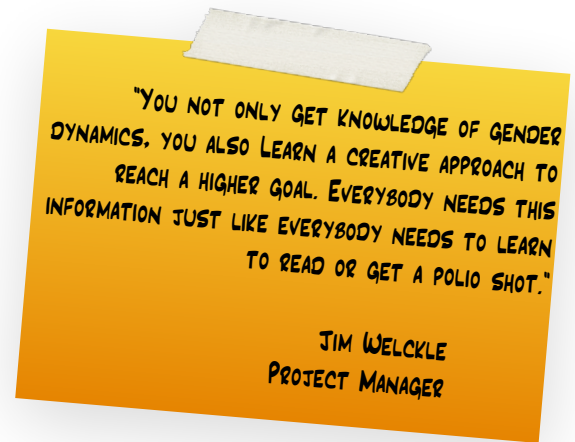 "You not only get knowledge of gender
dynamics, you also Learn a creative approach to
reach a higher goal. Everybody needs this
information just like everybody needs to learn
to read or get a polio shot."
Jim Welckle
Project Manager